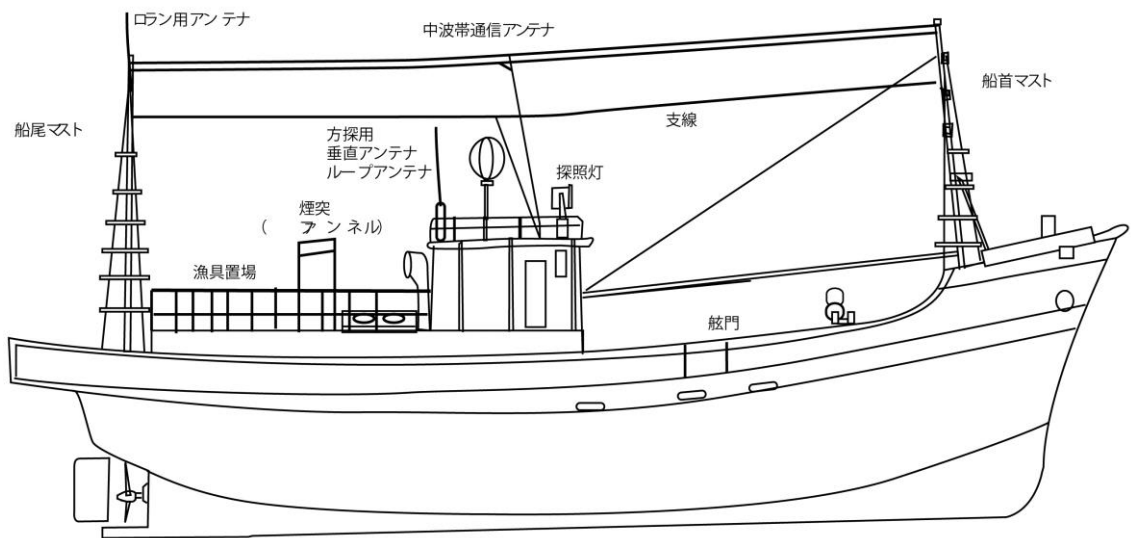 ロラン用アンテナ
中波帯通信アンテナ
船首マスト
船尾マスト
支線
方探用
垂直アンテナ
ループアンテナ
探照灯
煙突
(ファンネル)
漁具置場
舷門